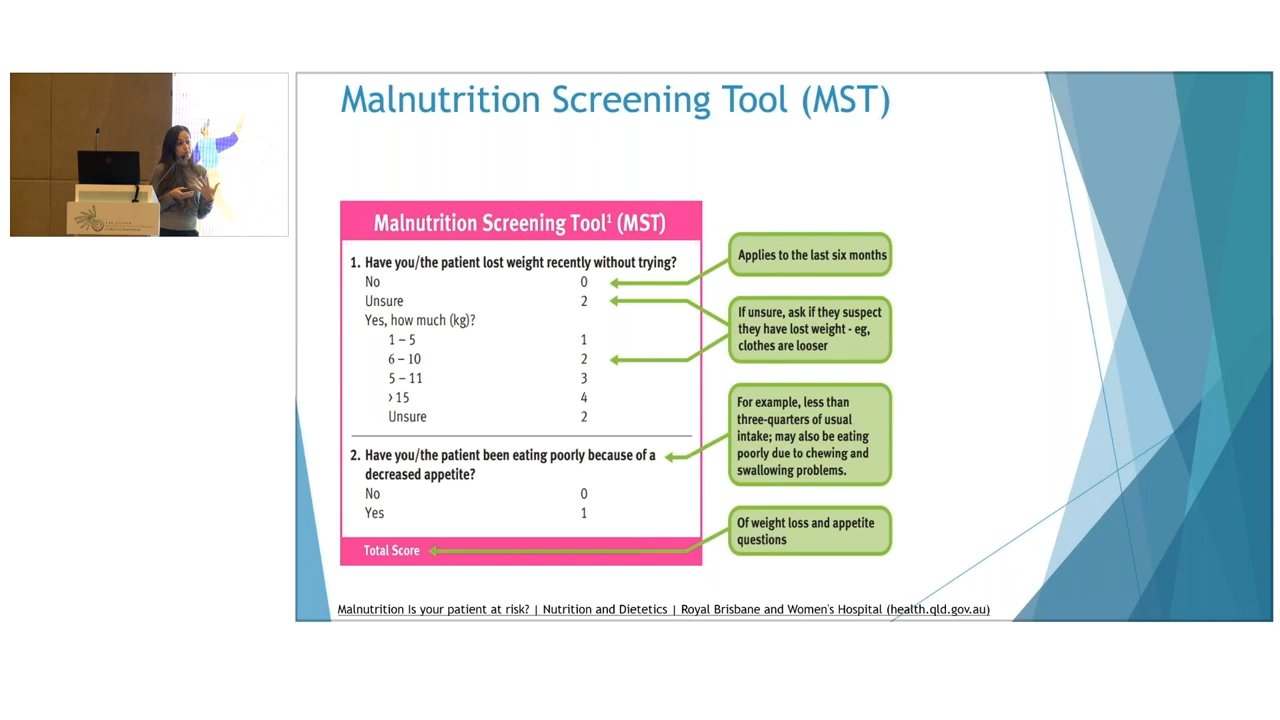 Malnutrition Screening Tool (MST)
Malnutrition Screening Tool¹ (MST)
1. Have you/the patient lost weight recently without trying?
No 0
Unsure 2
Yes, how much (kg)?
1 – 5 1
6 – 10 2
5 – 11 3
› 15 4
Unsure 2
2. Have you/the patient been eating poorly because of a
decreased appetite?
No 0
Yes 1
Total Score
Applies to the last six months
If unsure, ask if they suspect
they have lost weight - eg,
clothes are looser
For example, less than
three-quarters of usual
intake; may also be eating
poorly due to chewing and
swallowing problems.
Of weight loss and appetite
questions
Malnutrition Is your patient at risk? | Nutrition and Dietetics | Royal Brisbane and Women's Hospital (health.qld.gov.au)